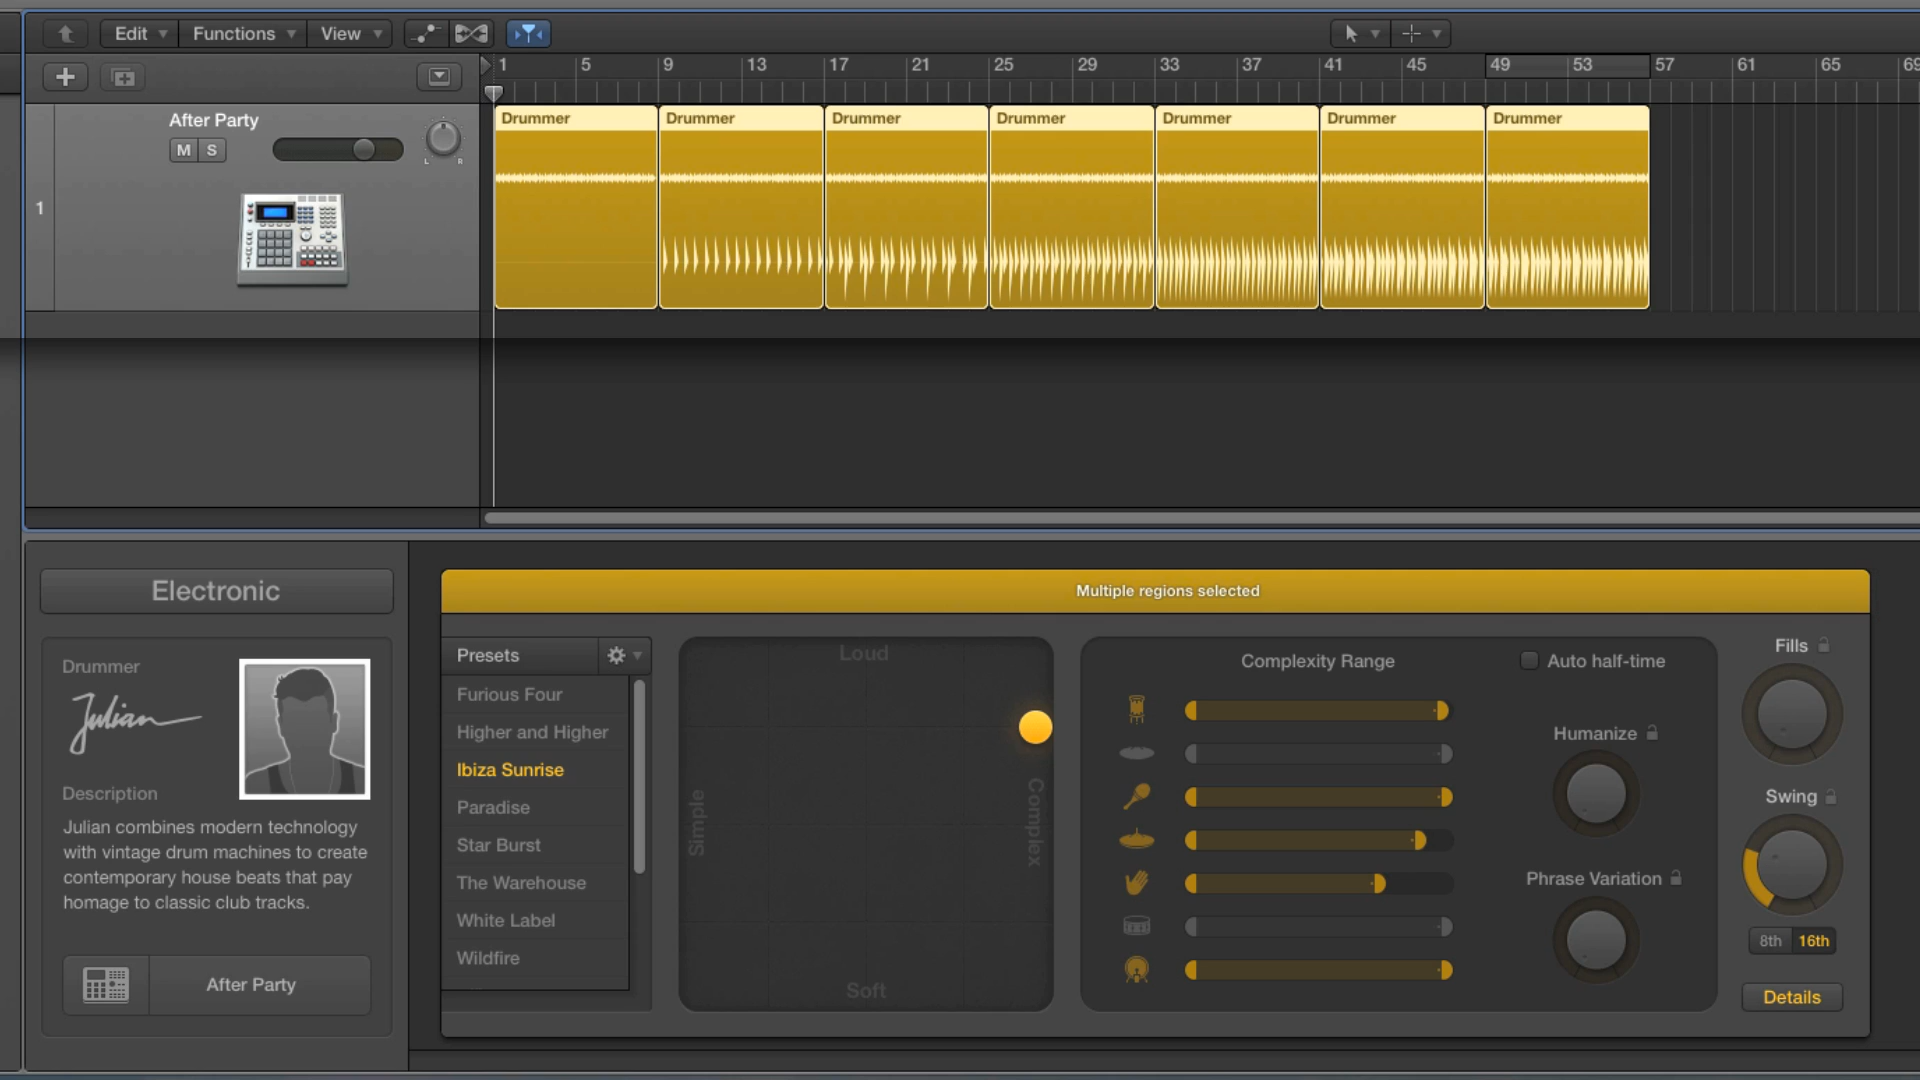 Edit Functions View
1 5 9 13 17 21 25 29 33 37 41 45 49 53 57 61 65 69
After Party
M S
L R
1
Drummer Drummer Drummer Drummer Drummer Drummer Drummer
Electronic
Drummer
Julian
Description
Julian combines modern technology
with vintage drum machines to create
contemporary house beats that pay
homage to classic club tracks.
After Party
Multiple regions selected
Presets
Furious Four
Higher and Higher
Ibiza Sunrise
Paradise
Star Burst
The Warehouse
White Label
Wildfire
Loud
Simple
Complex
Soft
Complexity Range
Auto half-time
Humanize
Phrase Variation
Fills
Swing
8th 16th
Details